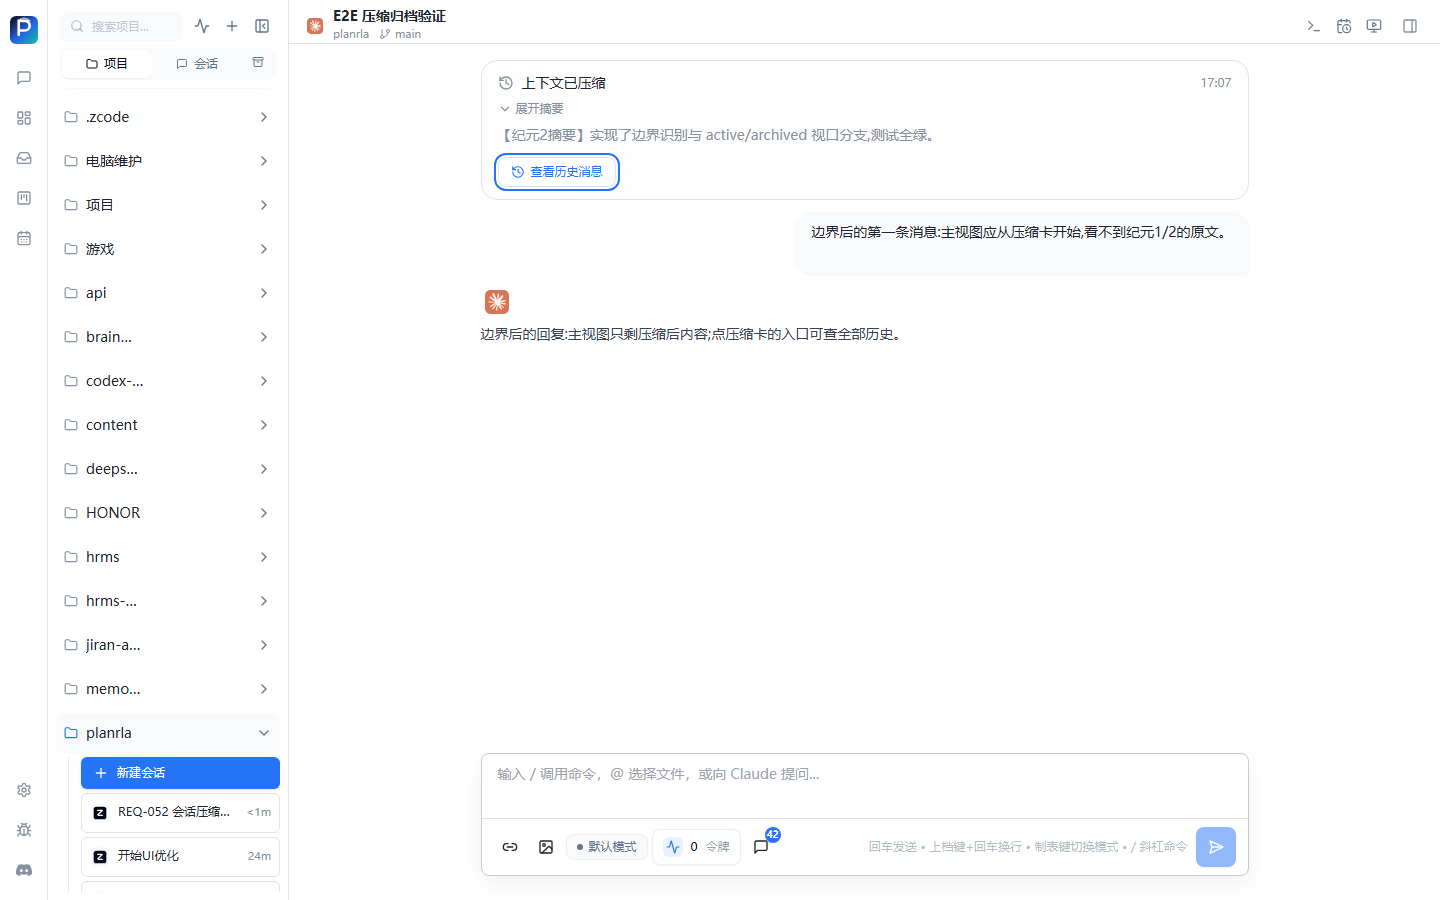 搜索项目...
项目
会话
.zcode
电脑维护
项目
游戏
api
brain...
codex-...
content
deeps...
HONOR
hrms
hrms-...
jiran-a...
memo...
planrla
新建会话
REQ-052 会话压缩... <1m
开始UI优化 24m
E2E 压缩归档验证
planrla main
上下文已压缩 17:07
展开摘要
【纪元2摘要】实现了边界识别与 active/archived 视口分支,测试全绿。
查看历史消息
边界后的第一条消息:主视图应从压缩卡开始,看不到纪元1/2的原文。
边界后的回复:主视图只剩压缩后内容;点压缩卡的入口可查全部历史。
输入 / 调用命令，@ 选择文件，或向 Claude 提问...
默认模式 0 令牌 42 回车发送 • 上档键+回车换行 • 制表键切换模式 • / 斜杠命令